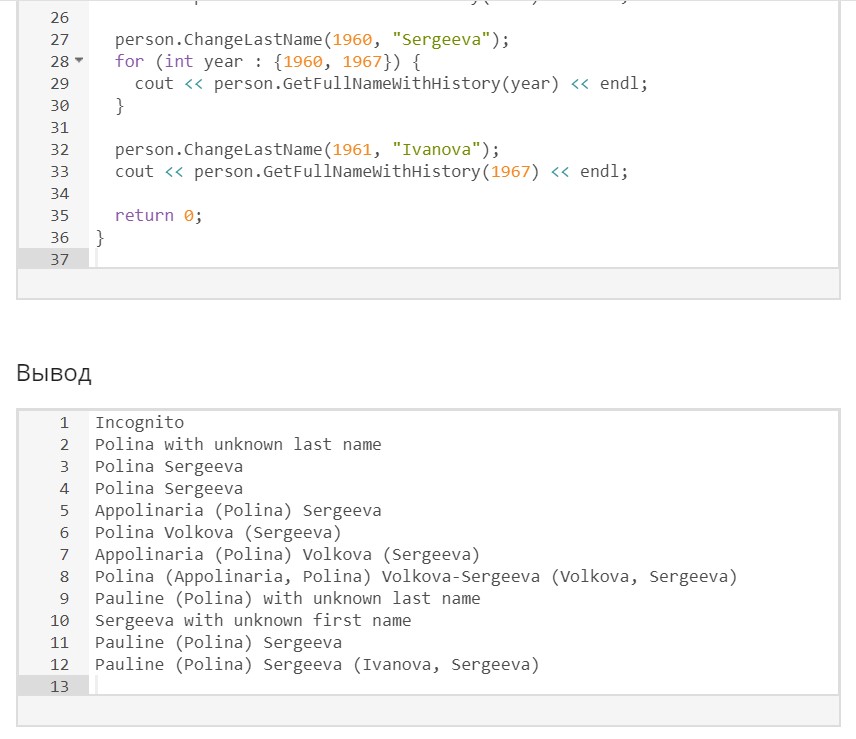 26
27 person.ChangeLastName(1960, "Sergeeva");
28 for (int year : {1960, 1967}) {
29 cout << person.GetFullNameWithHistory(year) << endl;
30 }
31
32 person.ChangeLastName(1961, "Ivanova");
33 cout << person.GetFullNameWithHistory(1967) << endl;
34
35 return 0;
36 }
37
Вывод
1 Incognito
2 Polina with unknown last name
3 Polina Sergeeva
4 Polina Sergeeva
5 Appolinaria (Polina) Sergeeva
6 Polina Volkova (Sergeeva)
7 Appolinaria (Polina) Volkova (Sergeeva)
8 Polina (Appolinaria, Polina) Volkova-Sergeeva (Volkova, Sergeeva)
9 Pauline (Polina) with unknown last name
10 Sergeeva with unknown first name
11 Pauline (Polina) Sergeeva
12 Pauline (Polina) Sergeeva (Ivanova, Sergeeva)
13